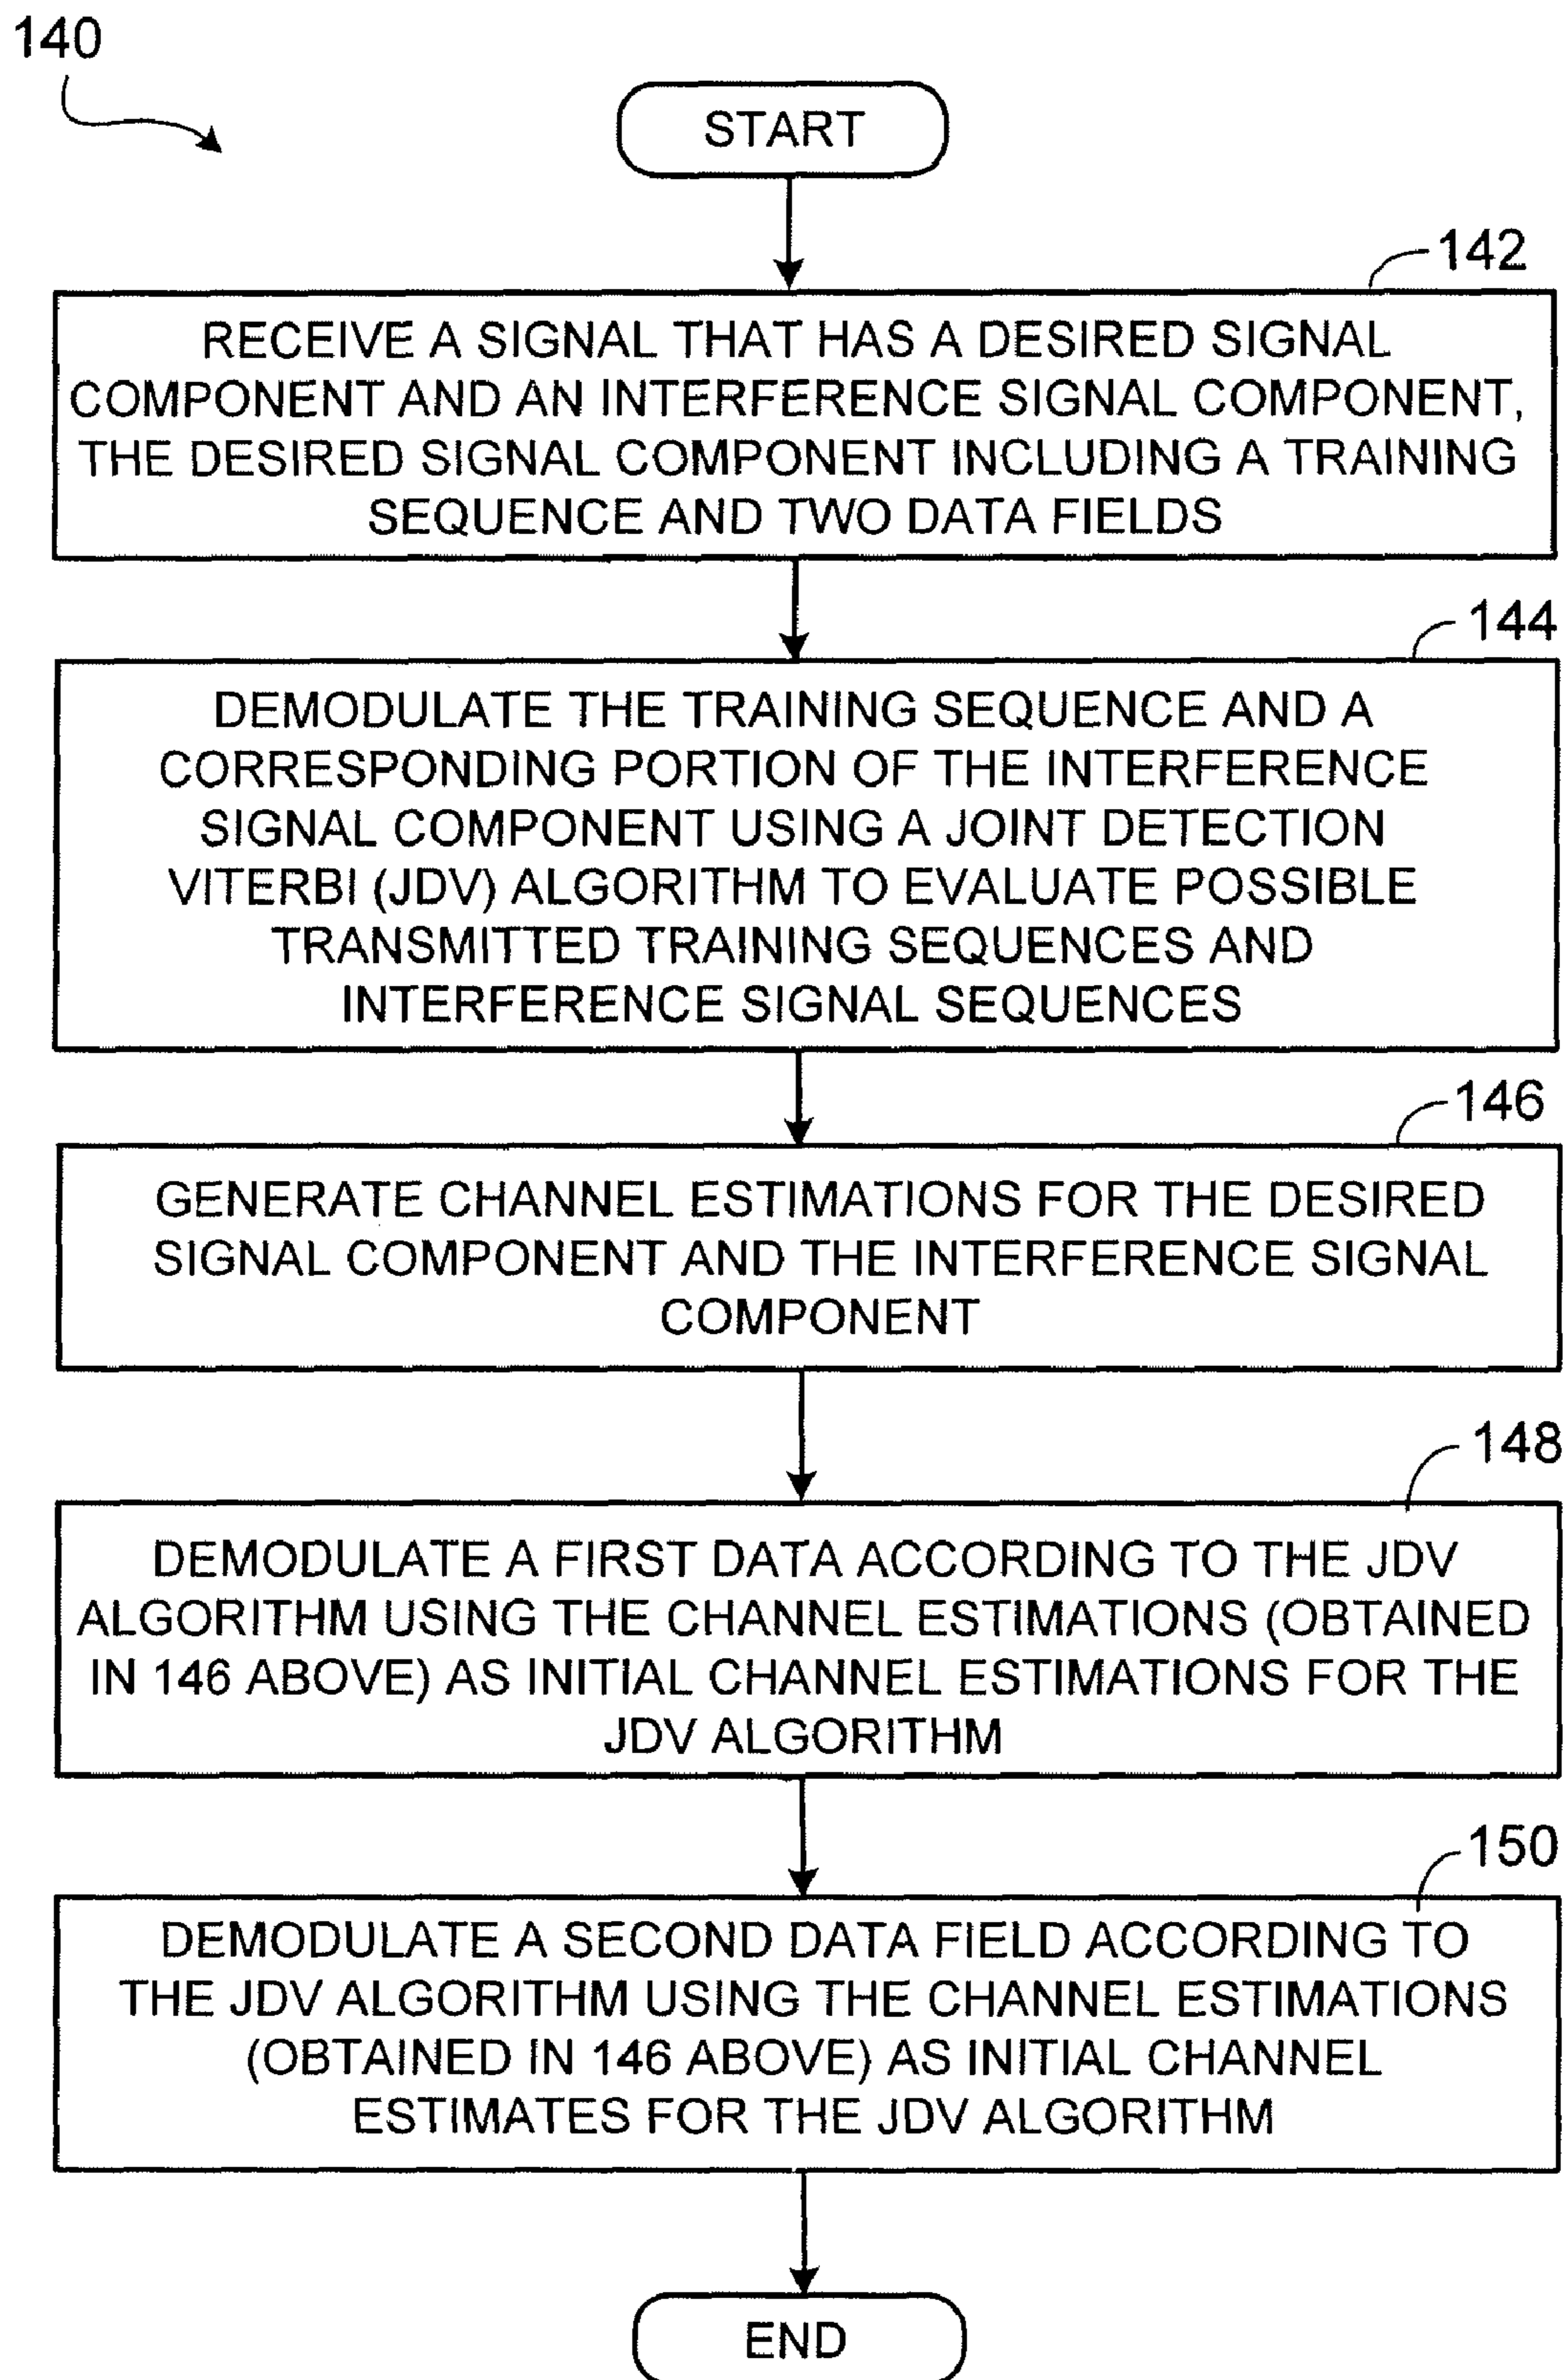 140
START
142
RECEIVE A SIGNAL THAT HAS A DESIRED SIGNAL
COMPONENT AND AN INTERFERENCE SIGNAL COMPONENT,
THE DESIRED SIGNAL COMPONENT INCLUDING A TRAINING
SEQUENCE AND TWO DATA FIELDS
144
DEMODULATE THE TRAINING SEQUENCE AND A
CORRESPONDING PORTION OF THE INTERFERENCE
SIGNAL COMPONENT USING A JOINT DETECTION
VITERBI (JDV) ALGORITHM TO EVALUATE POSSIBLE
TRANSMITTED TRAINING SEQUENCES AND
INTERFERENCE SIGNAL SEQUENCES
146
GENERATE CHANNEL ESTIMATIONS FOR THE DESIRED
SIGNAL COMPONENT AND THE INTERFERENCE SIGNAL
COMPONENT
148
DEMODULATE A FIRST DATA ACCORDING TO THE JDV
ALGORITHM USING THE CHANNEL ESTIMATIONS (OBTAINED
IN 146 ABOVE) AS INITIAL CHANNEL ESTIMATIONS FOR THE
JDV ALGORITHM
150
DEMODULATE A SECOND DATA FIELD ACCORDING TO
THE JDV ALGORITHM USING THE CHANNEL ESTIMATIONS
(OBTAINED IN 146 ABOVE) AS INITIAL CHANNEL
ESTIMATES FOR THE JDV ALGORITHM
END